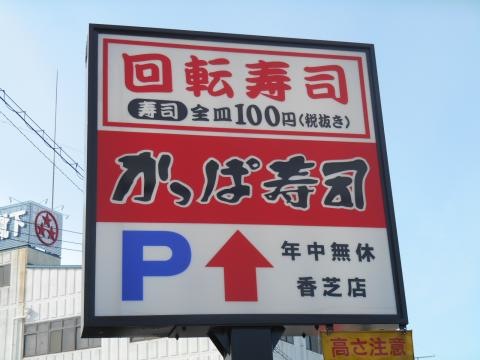 回転寿司
寿司 全皿100円(税抜き)
かっぱ寿司
P
年中無休
香芝店
高さ注意
下